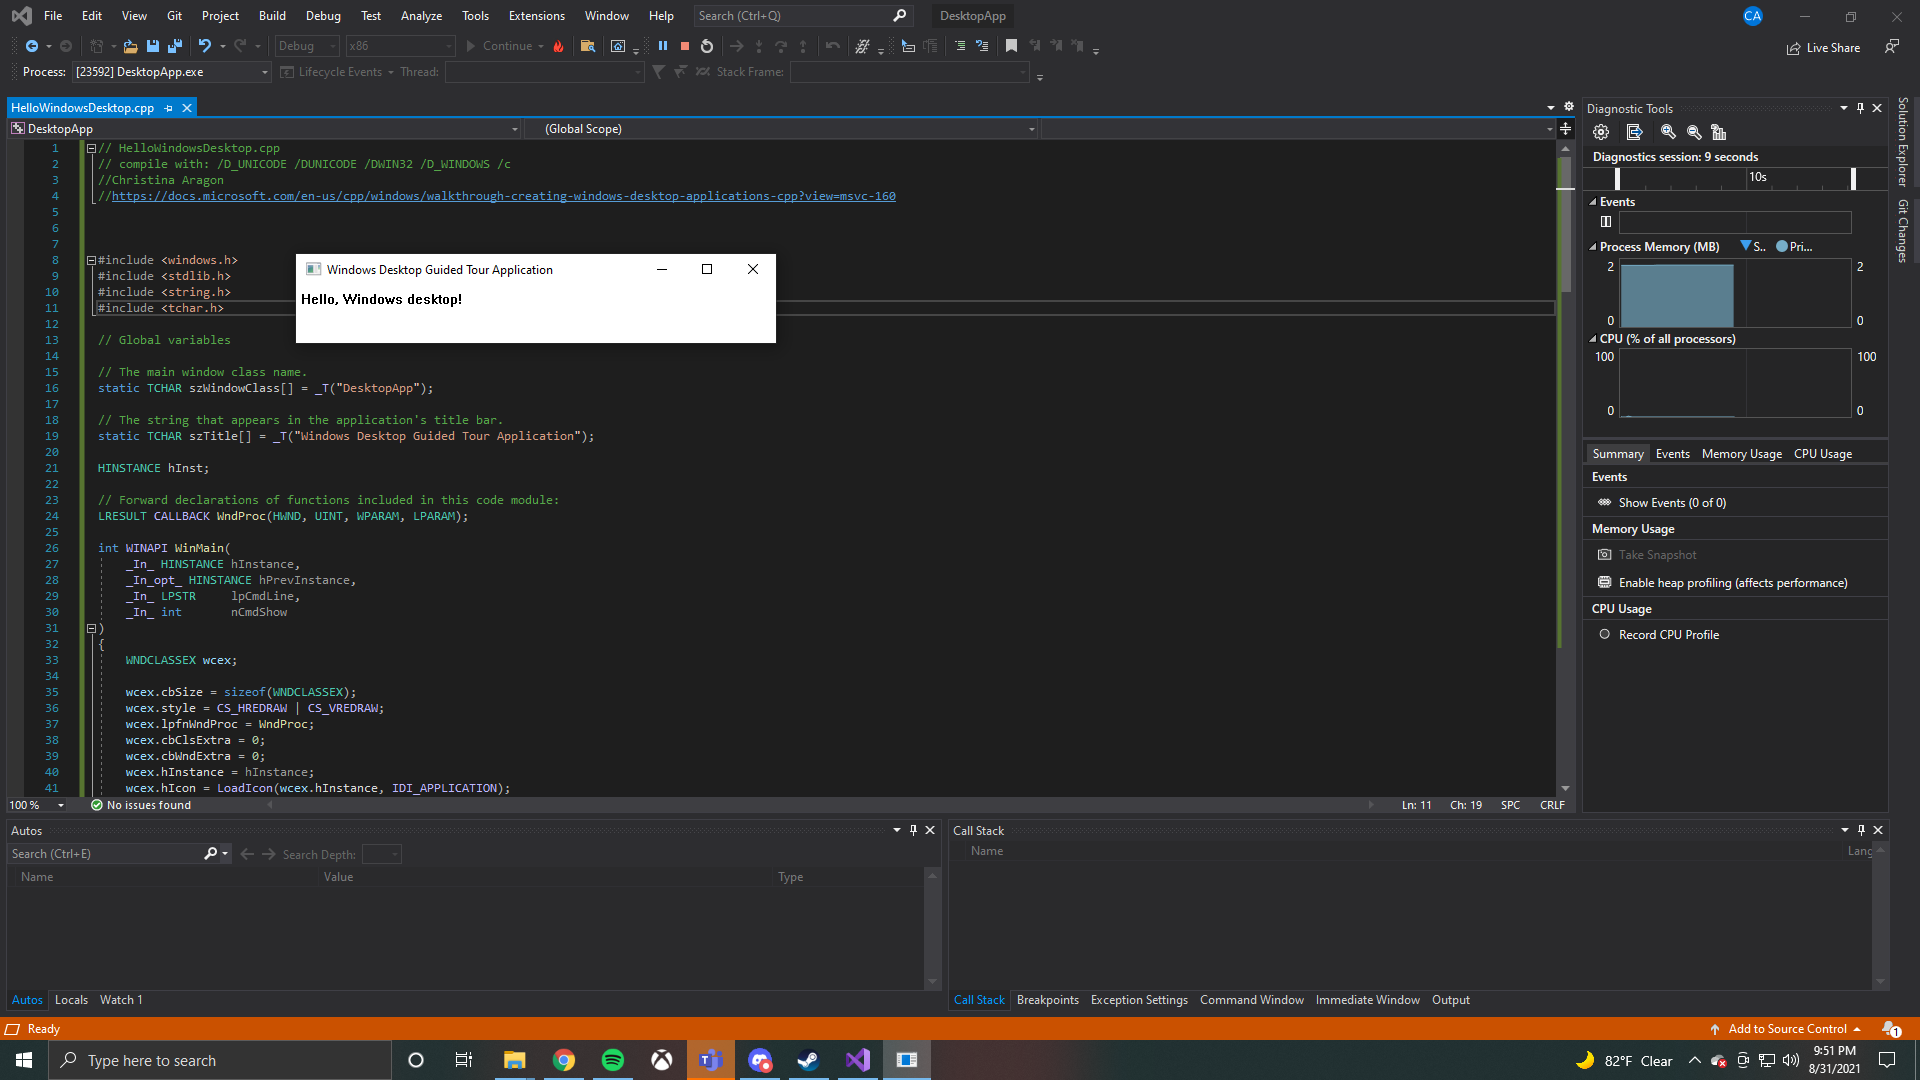 File Edit View Git Project Build Debug Test Analyze Tools Extensions Window Help Search (Ctrl+Q) DesktopApp CA
Debug x86 Continue Live Share
Process: [23592] DesktopApp.exe Lifecycle Events Thread: Stack Frame:
HelloWindowsDesktop.cpp
DesktopApp (Global Scope)
1 // HelloWindowsDesktop.cpp
2 // compile with: /D_UNICODE /DUNICODE /DWIN32 /D_WINDOWS /c
3 //Christina Aragon
4 //https://docs.microsoft.com/en-us/cpp/windows/walkthrough-creating-windows-desktop-applications-cpp?view=msvc-160
5
6
7
8 #include <windows.h>
9 #include <stdlib.h>
10 #include <string.h>
11 #include <tchar.h>
12
13 // Global variables
14
15 // The main window class name.
16 static TCHAR szWindowClass[] = _T("DesktopApp");
17
18 // The string that appears in the application's title bar.
19 static TCHAR szTitle[] = _T("Windows Desktop Guided Tour Application");
20
21 HINSTANCE hInst;
22
23 // Forward declarations of functions included in this code module:
24 LRESULT CALLBACK WndProc(HWND, UINT, WPARAM, LPARAM);
25
26 int WINAPI WinMain(
27 _In_ HINSTANCE hInstance,
28 _In_opt_ HINSTANCE hPrevInstance,
29 _In_ LPSTR lpCmdLine,
30 _In_ int nCmdShow
31 )
32 {
33 WNDCLASSEX wcex;
34
35 wcex.cbSize = sizeof(WNDCLASSEX);
36 wcex.style = CS_HREDRAW | CS_VREDRAW;
37 wcex.lpfnWndProc = WndProc;
38 wcex.cbClsExtra = 0;
39 wcex.cbWndExtra = 0;
40 wcex.hInstance = hInstance;
41 wcex.hIcon = LoadIcon(wcex.hInstance, IDI_APPLICATION);
Windows Desktop Guided Tour Application
Hello, Windows desktop!
100 % No issues found Ln: 11 Ch: 19 SPC CRLF
Diagnostic Tools
Diagnostics session: 9 seconds
10s
Events
Process Memory (MB) S.. Pri...
2 2
0 0
CPU (% of all processors)
100 100
0 0
Summary Events Memory Usage CPU Usage
Events
Show Events (0 of 0)
Memory Usage
Take Snapshot
Enable heap profiling (affects performance)
CPU Usage
Record CPU Profile
Solution Explorer
Git Changes
Autos
Search (Ctrl+E) Search Depth:
Name Value Type
Autos Locals Watch 1
Call Stack
Name Lang
Call Stack Breakpoints Exception Settings Command Window Immediate Window Output
Ready Add to Source Control 1
Type here to search 82°F Clear 9:51 PM
8/31/2021